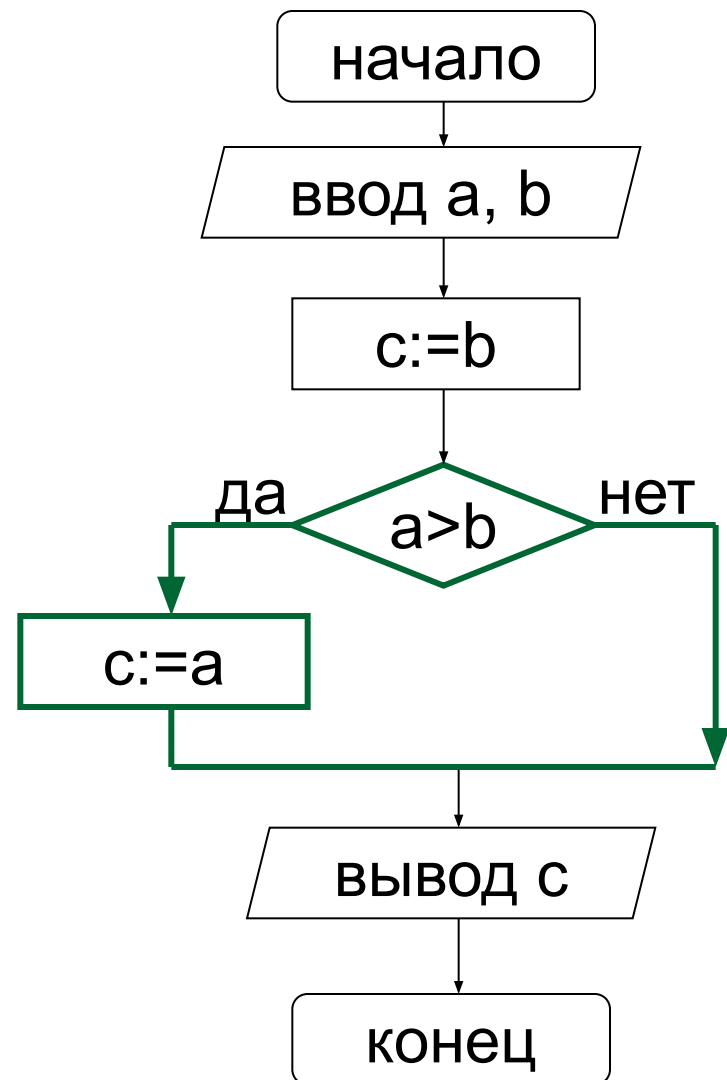 начало
ввод a, b
c:=b
да
a>b
нет
c:=a
вывод c
конец